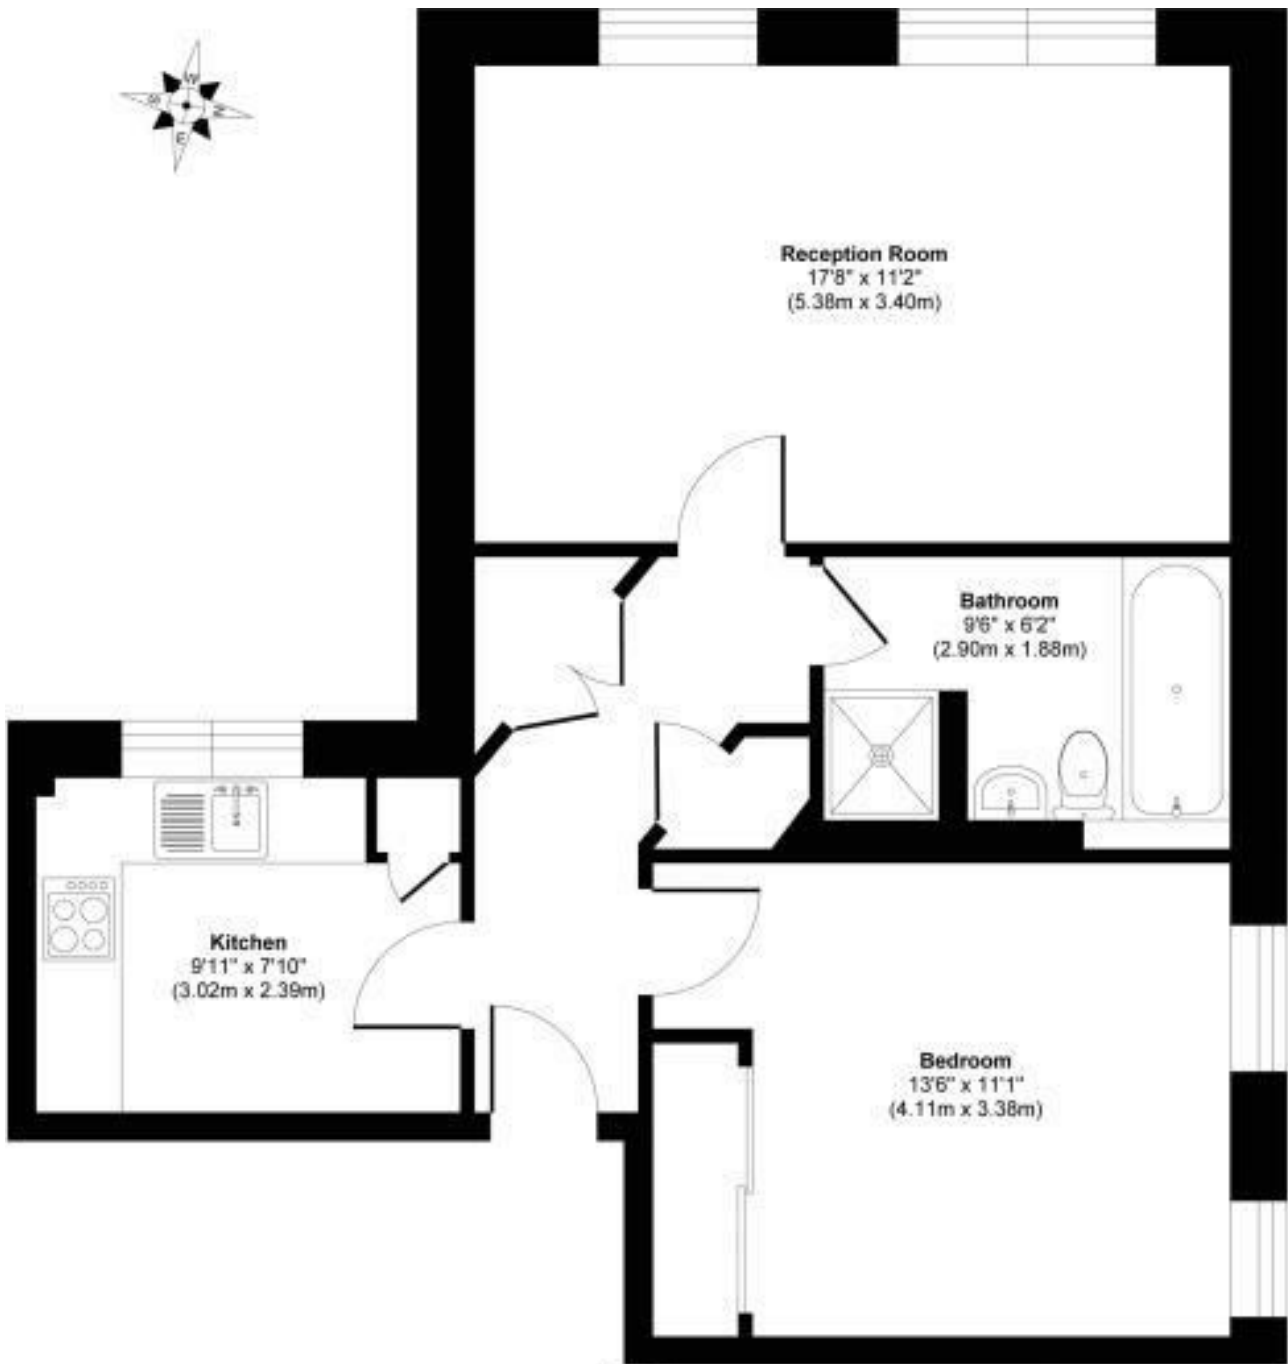 W
S
N
E
Reception Room
17'8" x 11'2"
(5.38m x 3.40m)
Bathroom
9'6" x 6'2"
(2.90m x 1.88m)
Kitchen
9'11" x 7'10"
(3.02m x 2.39m)
Bedroom
13'6" x 11'1"
(4.11m x 3.38m)